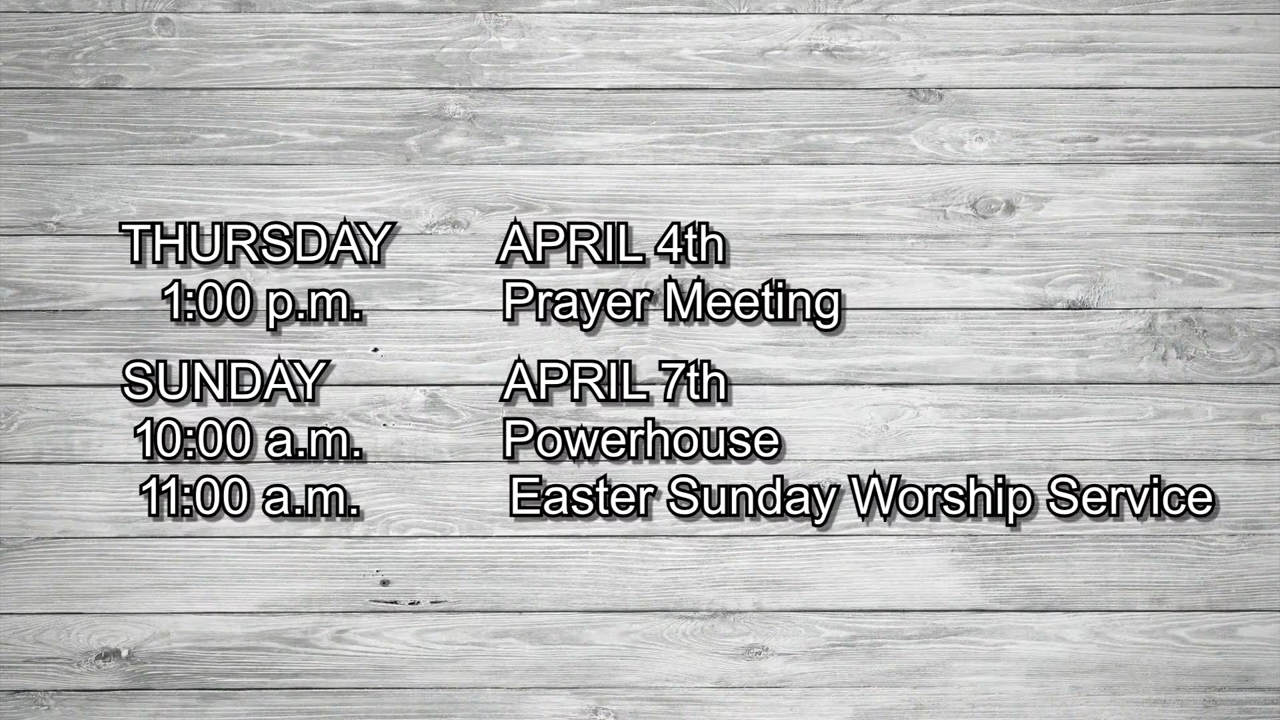 THURSDAY APRIL 4th
1:00 p.m. Prayer Meeting
SUNDAY APRIL 7th
10:00 a.m. Powerhouse
11:00 a.m. Easter Sunday Worship Service